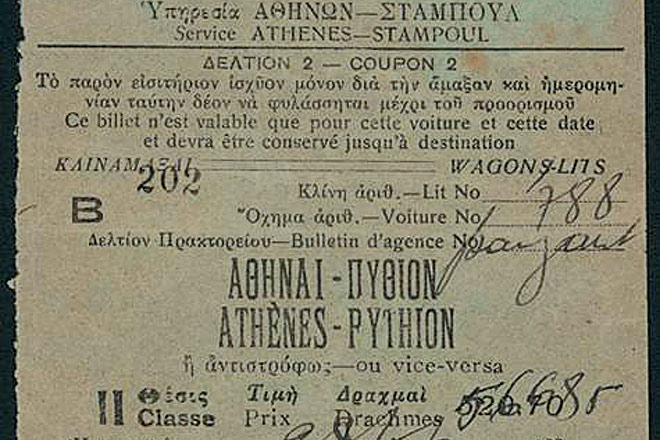 Ὑπηρεσία ΑΘΗΝΩΝ—ΣΤΑΜΠΟΥΛ
Service ATHENES—STAMPOUL
ΔΕΛΤΙΟΝ 2 — COUPON 2
Τὸ παρὸν εἰσιτήριον ἰσχῦον μόνον διὰ τὴν ἅμαξαν καὶ ἡμερομη-
νίαν ταύτην δέον νὰ φυλάσσηται μέχρι τοῦ προορισμοῦ
Ce billet n'est valable que pour cette voiture et cette date
et devra être conservé jusqu'à destination
ΚΛΙΝΑΜΑΞΑΙ WAGONS-LITS
202
Κλίνη ἀριθ.—Lit No
B
Ὄχημα ἀριθ.—Voiture No 788
Δελτίον Πρακτορείου—Bulletin d'agence No
ΑΘΗΝΑΙ-ΠΥΘΙΟΝ
ATHÈNES-PYTHION
ἢ ἀντιστρόφως—ou vice-versa
II Θέσις Τιμὴ Δραχμαὶ
Classe Prix Drachmes